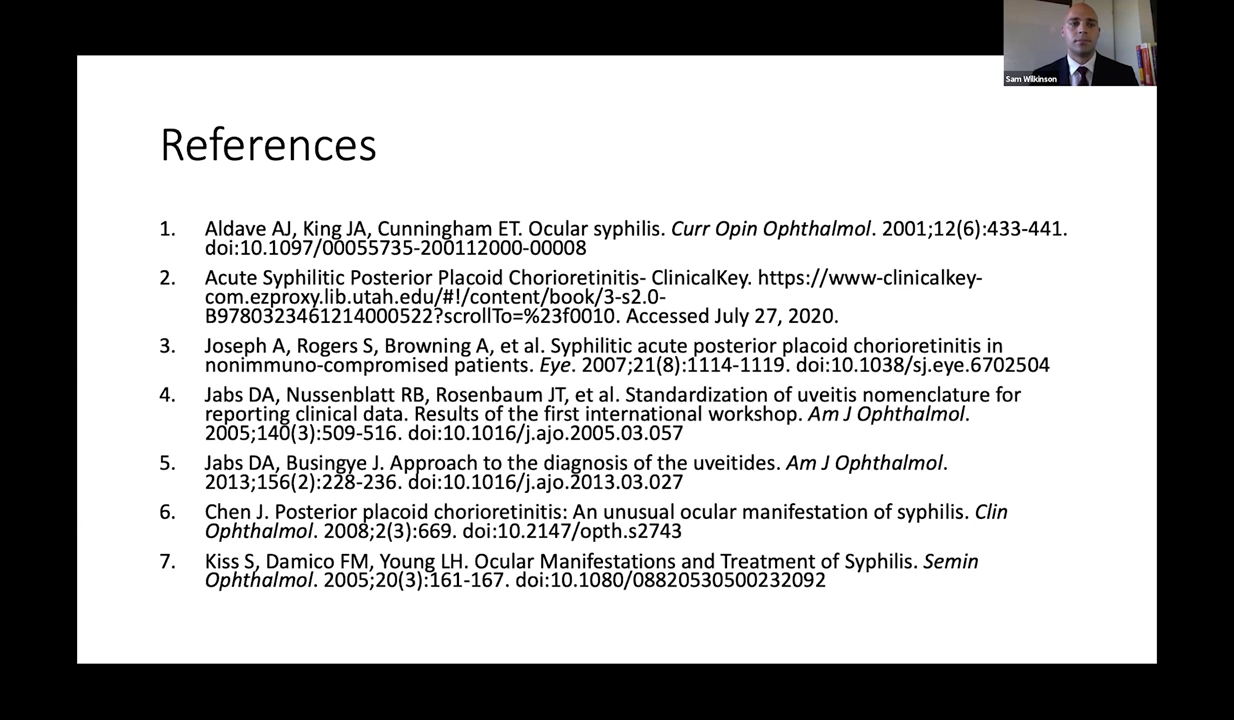 Sam Wilkinson
References
1. Aldave AJ, King JA, Cunningham ET. Ocular syphilis. Curr Opin Ophthalmol. 2001;12(6):433-441.
doi:10.1097/00055735-200112000-00008
2. Acute Syphilitic Posterior Placoid Chorioretinitis- ClinicalKey. https://www-clinicalkey-
com.ezproxy.lib.utah.edu/#!/content/book/3-s2.0-
B9780323461214000522?scrollTo=%23f0010. Accessed July 27, 2020.
3. Joseph A, Rogers S, Browning A, et al. Syphilitic acute posterior placoid chorioretinitis in
nonimmuno-compromised patients. Eye. 2007;21(8):1114-1119. doi:10.1038/sj.eye.6702504
4. Jabs DA, Nussenblatt RB, Rosenbaum JT, et al. Standardization of uveitis nomenclature for
reporting clinical data. Results of the first international workshop. Am J Ophthalmol.
2005;140(3):509-516. doi:10.1016/j.ajo.2005.03.057
5. Jabs DA, Busingye J. Approach to the diagnosis of the uveitides. Am J Ophthalmol.
2013;156(2):228-236. doi:10.1016/j.ajo.2013.03.027
6. Chen J. Posterior placoid chorioretinitis: An unusual ocular manifestation of syphilis. Clin
Ophthalmol. 2008;2(3):669. doi:10.2147/opth.s2743
7. Kiss S, Damico FM, Young LH. Ocular Manifestations and Treatment of Syphilis. Semin
Ophthalmol. 2005;20(3):161-167. doi:10.1080/08820530500232092